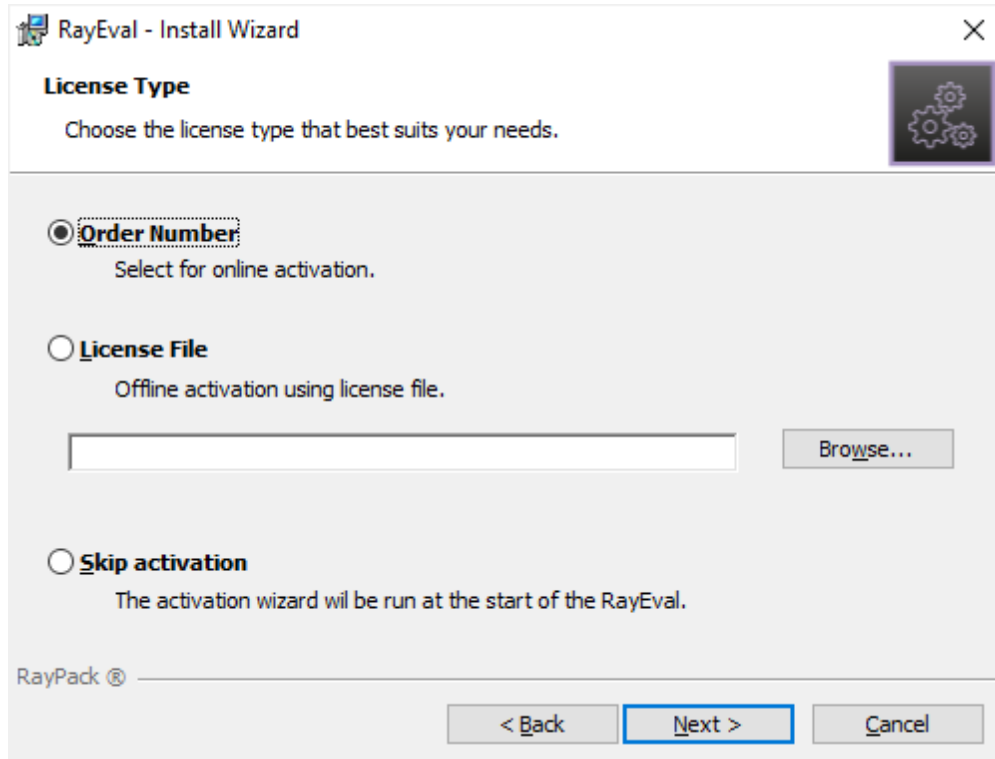 RayEval - Install Wizard
License Type
Choose the license type that best suits your needs.
Order Number
Select for online activation.
License File
Offline activation using license file.
Browse...
Skip activation
The activation wizard wil be run at the start of the RayEval.
RayPack ®
< Back
Next >
Cancel